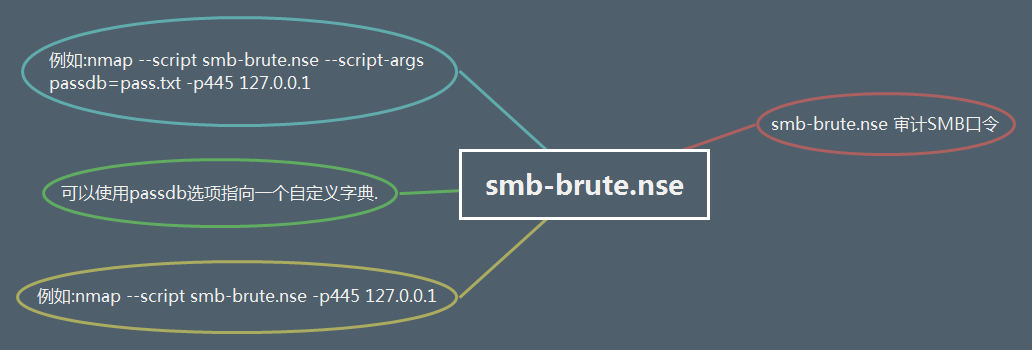 例如:nmap --script smb-brute.nse --script-args
passdb=pass.txt -p445 127.0.0.1
smb-brute.nse 审计SMB口令
smb-brute.nse
可以使用passdb选项指向一个自定义字典.
例如:nmap --script smb-brute.nse -p445 127.0.0.1